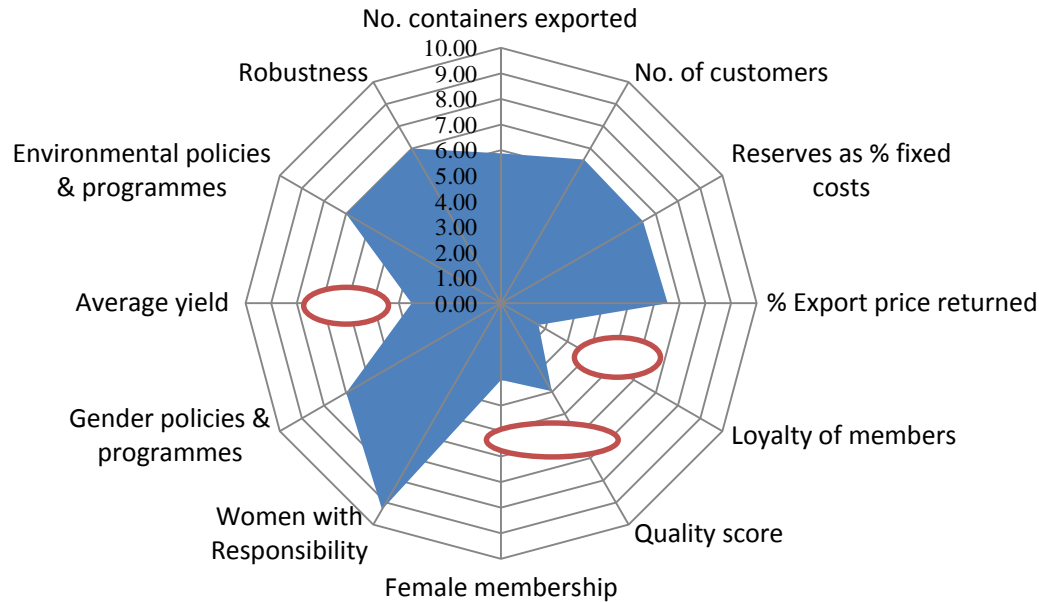 No. containers exported
10.00
9.00
8.00
7.00
6.00
5.00
4.00
3.00
2.00
1.00
0.00
No. of customers
Reserves as % fixed
costs
% Export price returned
Loyalty of members
Quality score
Female membership
Women with
Responsibility
Gender policies &
programmes
Average yield
Environmental policies
& programmes
Robustness